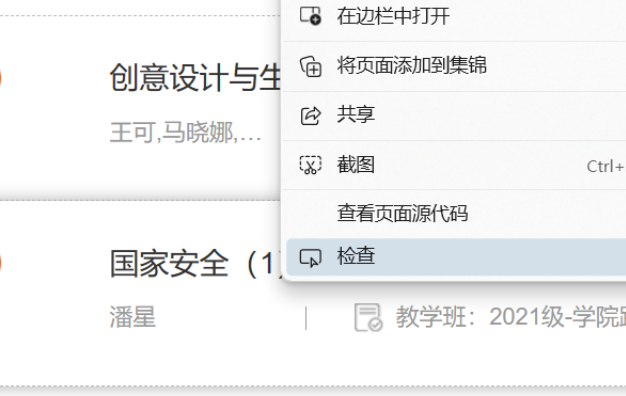 在边栏中打开
将页面添加到集锦
创意设计与生
共享
王可,马晓娜,...
截图
Ctrl+
查看页面源代码
检查
国家安全（1）
潘星
教学班：2021级-学院